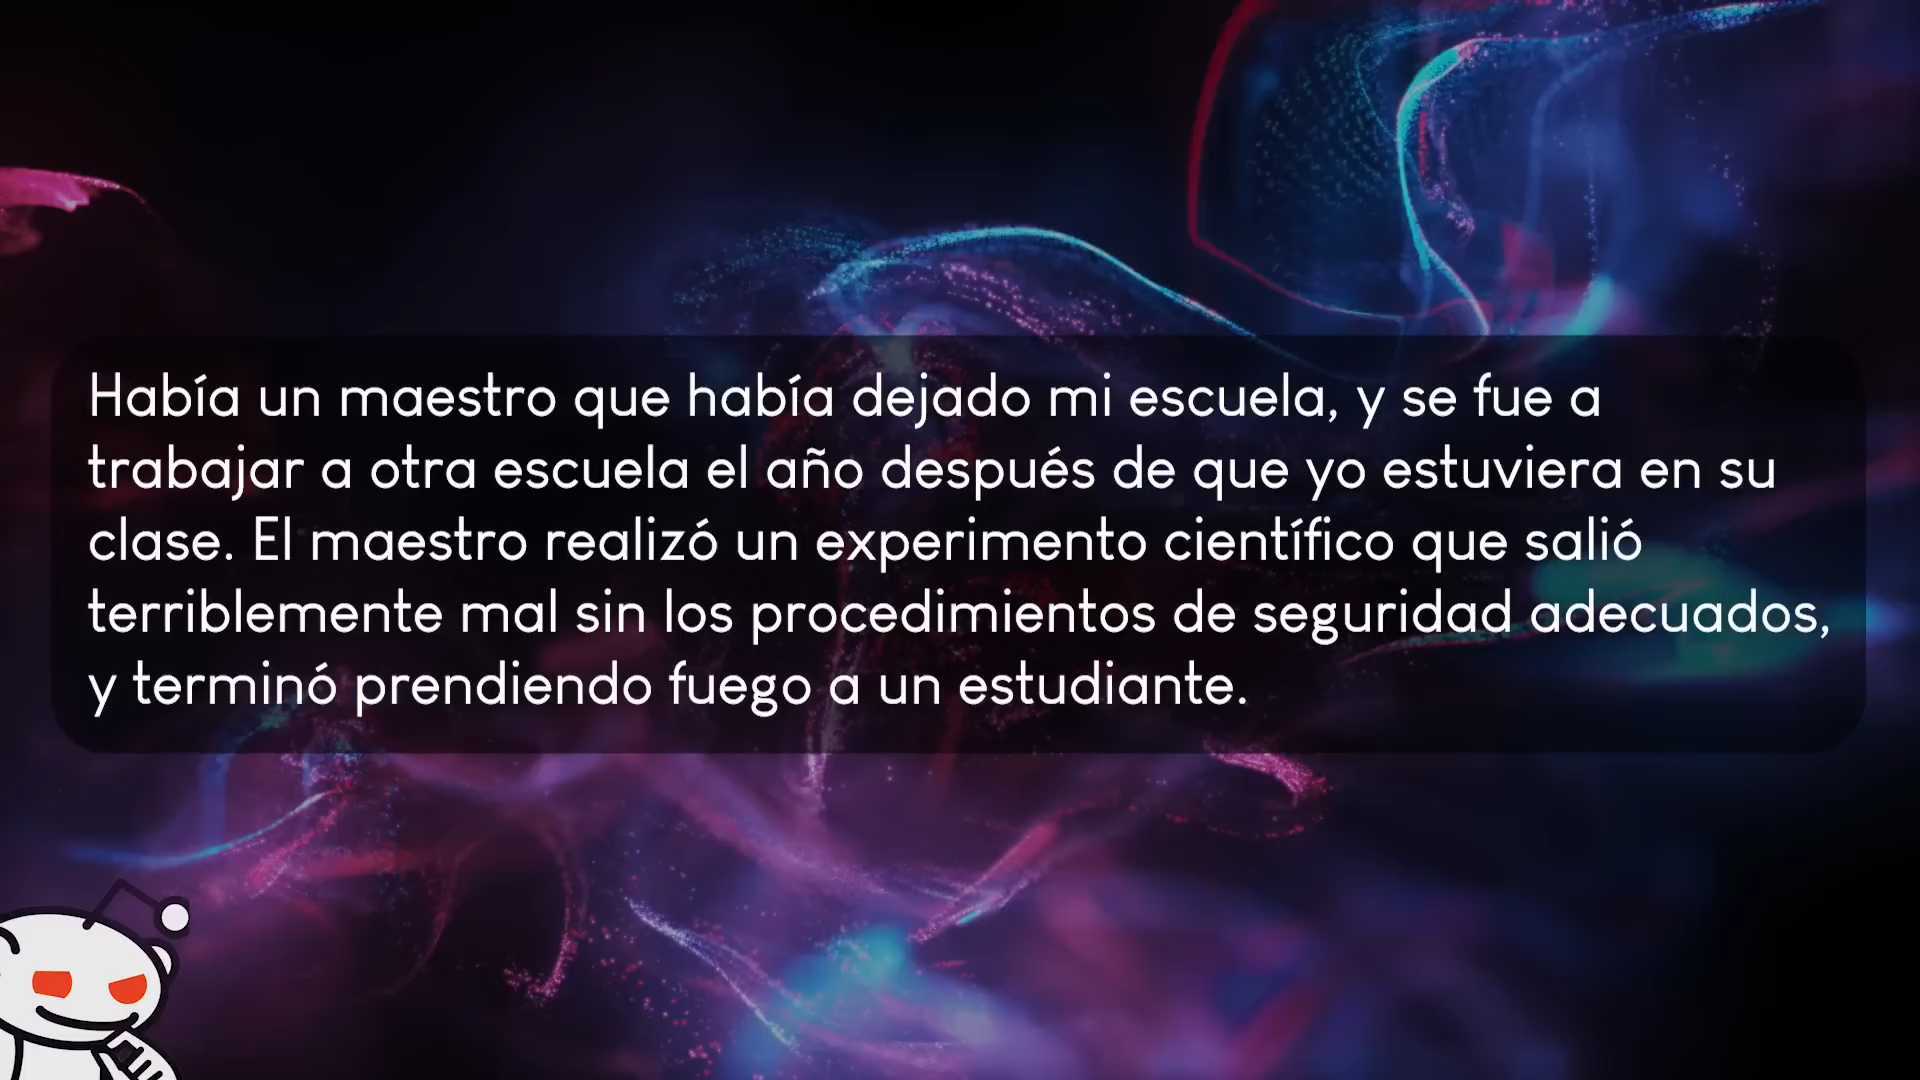 Había un maestro que había dejado mi escuela, y se fue a
trabajar a otra escuela el año después de que yo estuviera en su
clase. El maestro realizó un experimento científico que salió
terriblemente mal sin los procedimientos de seguridad adecuados,
y terminó prendiendo fuego a un estudiante.